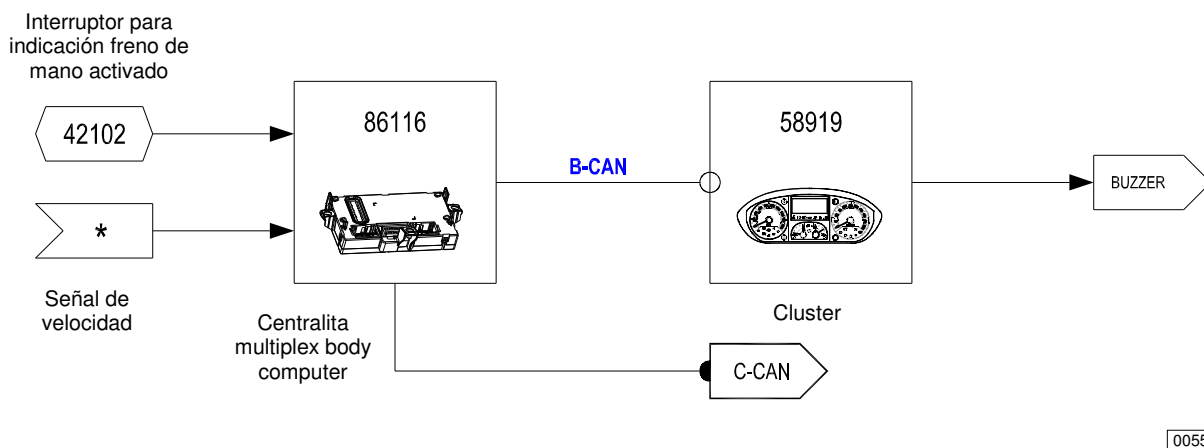 Interruptor para
indicación freno de
mano activado
42102
86116
58919
B-CAN
BUZZER
*
Señal de
velocidad
Centralita
multiplex body
computer
Cluster
C-CAN